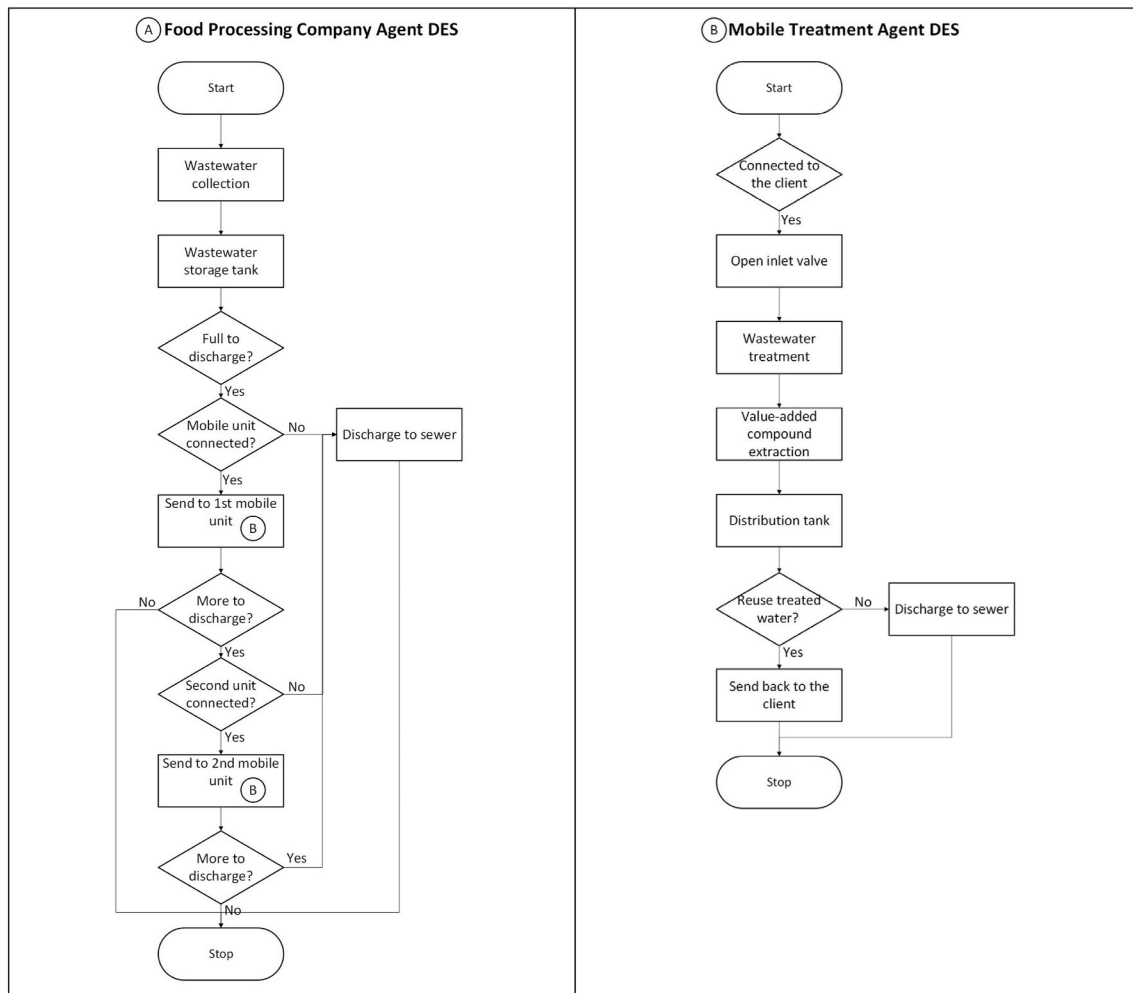 A Food Processing Company Agent DES
Start
Wastewater
collection
Wastewater
storage tank
Full to
discharge?
Yes
Mobile unit
connected?
No
Discharge to sewer
Yes
Send to 1st mobile
unit
B
More to
discharge?
No
Yes
Second unit
connected?
No
Yes
Send to 2nd mobile
unit
B
More to
discharge?
Yes
No
Stop
B Mobile Treatment Agent DES
Start
Connected to
the client
Yes
Open inlet valve
Wastewater
treatment
Value-added
compound
extraction
Distribution tank
Reuse treated
water?
No
Discharge to sewer
Yes
Send back to the
client
Stop